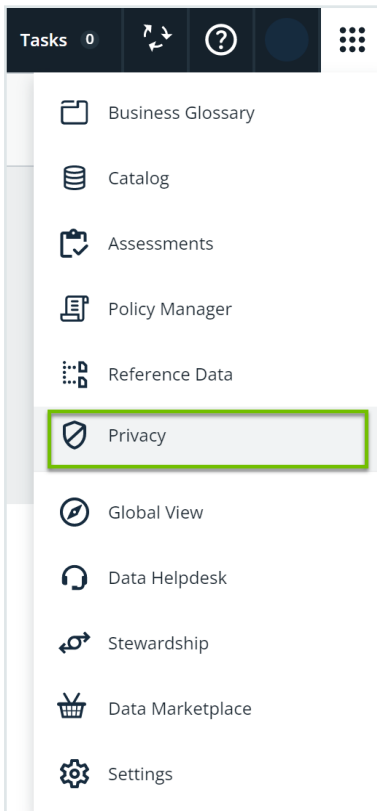 Tasks 0
Business Glossary
Catalog
Assessments
Policy Manager
Reference Data
Privacy
Global View
Data Helpdesk
Stewardship
Data Marketplace
Settings